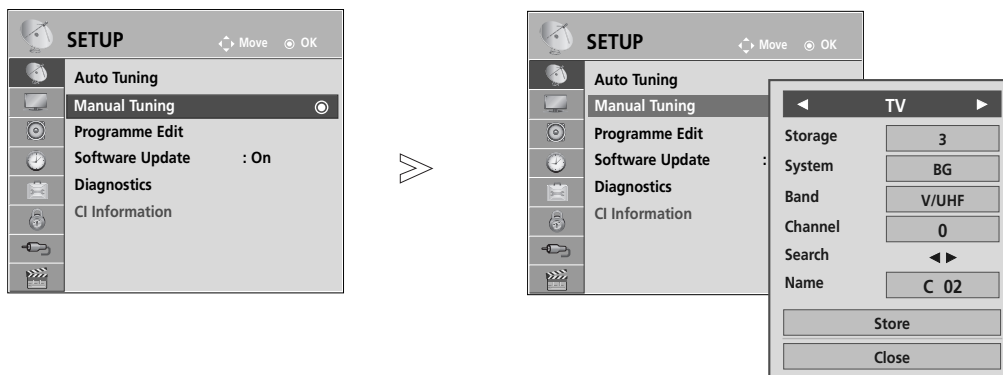 SETUP Move OK
Auto Tuning
Manual Tuning
Programme Edit
Software Update : On
Diagnostics
CI Information
SETUP Move OK
Auto Tuning
Manual Tuning
Programme Edit
Software Update :
Diagnostics
CI Information
TV
Storage 3
System BG
Band V/UHF
Channel 0
Search
Name C 02
Store
Close